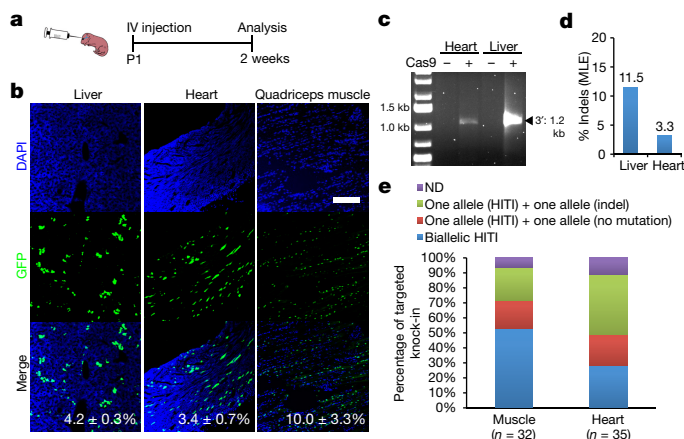 a
IV injection
Analysis
P1
2 weeks
b
Liver
Heart
Quadriceps muscle
DAPI
GFP
Merge
4.2 ± 0.3%
3.4 ± 0.7%
10.0 ± 3.3%
c
Heart
Liver
Cas9 – + – +
1.5 kb
1.0 kb
3′: 1.2
kb
d
% Indels (MLE)
20
15
10
5
0
11.5
3.3
Liver Heart
e
ND
One allele (HITI) + one allele (indel)
One allele (HITI) + one allele (no mutation)
Biallelic HITI
Percentage of targeted
knock-in
100%
90%
80%
70%
60%
50%
40%
30%
20%
10%
0%
Muscle
(n = 32)
Heart
(n = 35)